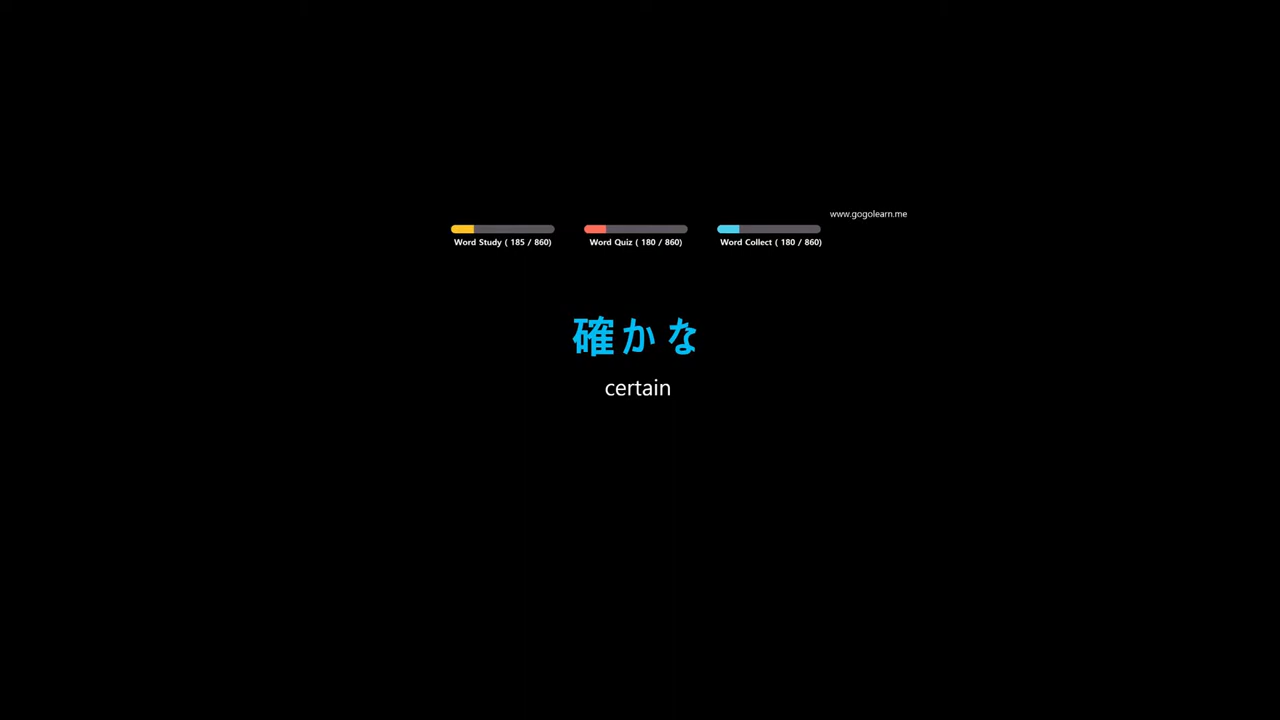 www.gogolearn.me
Word Study ( 185 / 860)
Word Quiz ( 180 / 860)
Word Collect ( 180 / 860)
確かな
certain